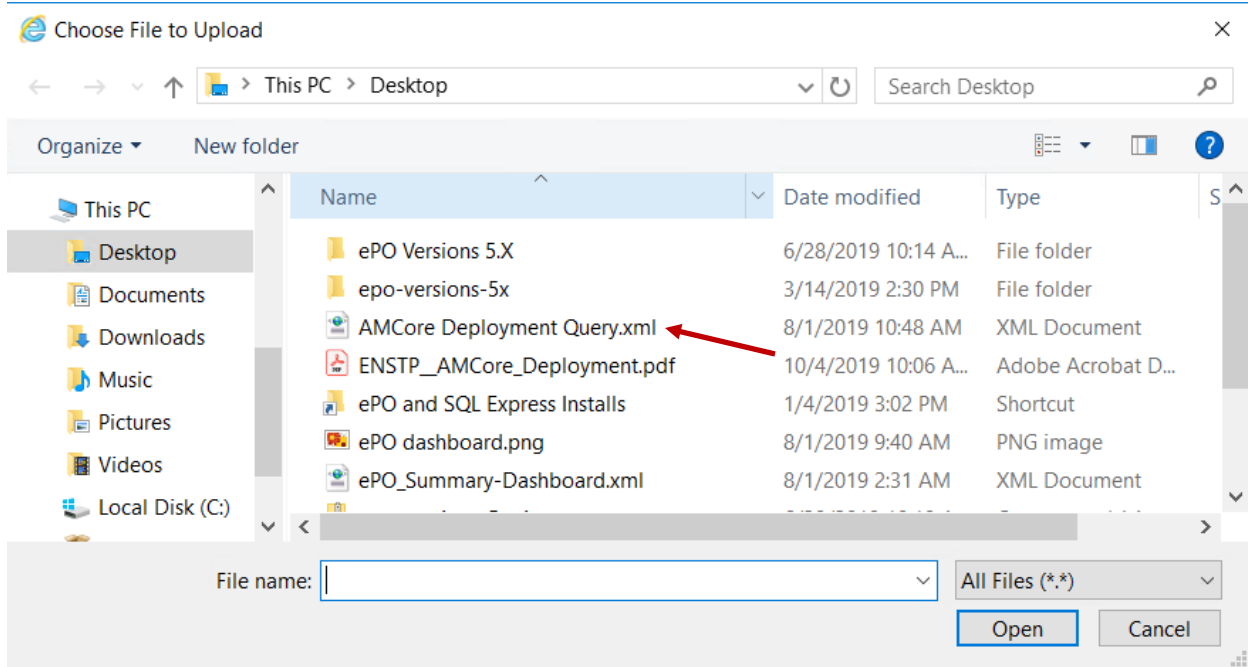 Choose File to Upload
This PC > Desktop
Search Desktop
Organize
New folder
This PC
Desktop
Documents
Downloads
Music
Pictures
Videos
Local Disk (C:)
Name Date modified Type S
ePO Versions 5.X 6/28/2019 10:14 A... File folder
epo-versions-5x 3/14/2019 2:30 PM File folder
AMCore Deployment Query.xml 8/1/2019 10:48 AM XML Document
ENSTP__AMCore_Deployment.pdf 10/4/2019 10:06 A... Adobe Acrobat D...
ePO and SQL Express Installs 1/4/2019 3:02 PM Shortcut
ePO dashboard.png 8/1/2019 9:40 AM PNG image
ePO_Summary-Dashboard.xml 8/1/2019 2:31 AM XML Document
File name:
All Files (*.*)
Open
Cancel